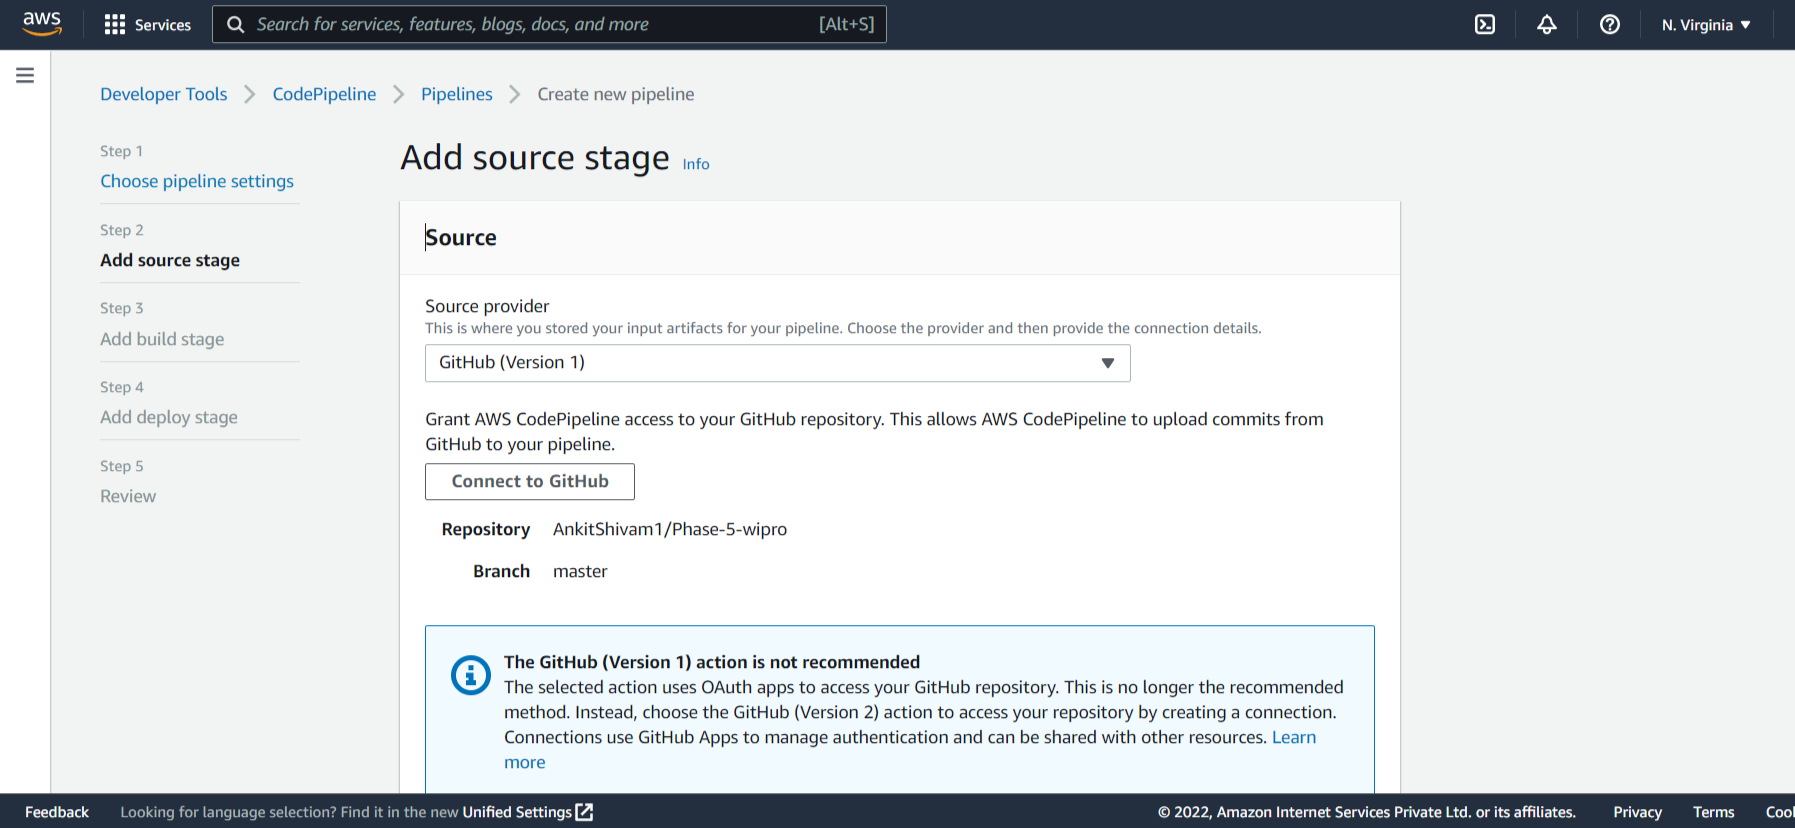 aws Services Search for services, features, blogs, docs, and more [Alt+S] N. Virginia
Developer Tools CodePipeline Pipelines Create new pipeline
Step 1
Choose pipeline settings
Step 2
Add source stage
Step 3
Add build stage
Step 4
Add deploy stage
Step 5
Review
Add source stage Info
Source
Source provider
This is where you stored your input artifacts for your pipeline. Choose the provider and then provide the connection details.
GitHub (Version 1)
Grant AWS CodePipeline access to your GitHub repository. This allows AWS CodePipeline to upload commits from
GitHub to your pipeline.
Connect to GitHub
Repository AnkitShivam1/Phase-5-wipro
Branch master
The GitHub (Version 1) action is not recommended
The selected action uses OAuth apps to access your GitHub repository. This is no longer the recommended
method. Instead, choose the GitHub (Version 2) action to access your repository by creating a connection.
Connections use GitHub Apps to manage authentication and can be shared with other resources. Learn
more
Feedback Looking for language selection? Find it in the new Unified Settings © 2022, Amazon Internet Services Private Ltd. or its affiliates. Privacy Terms Coo